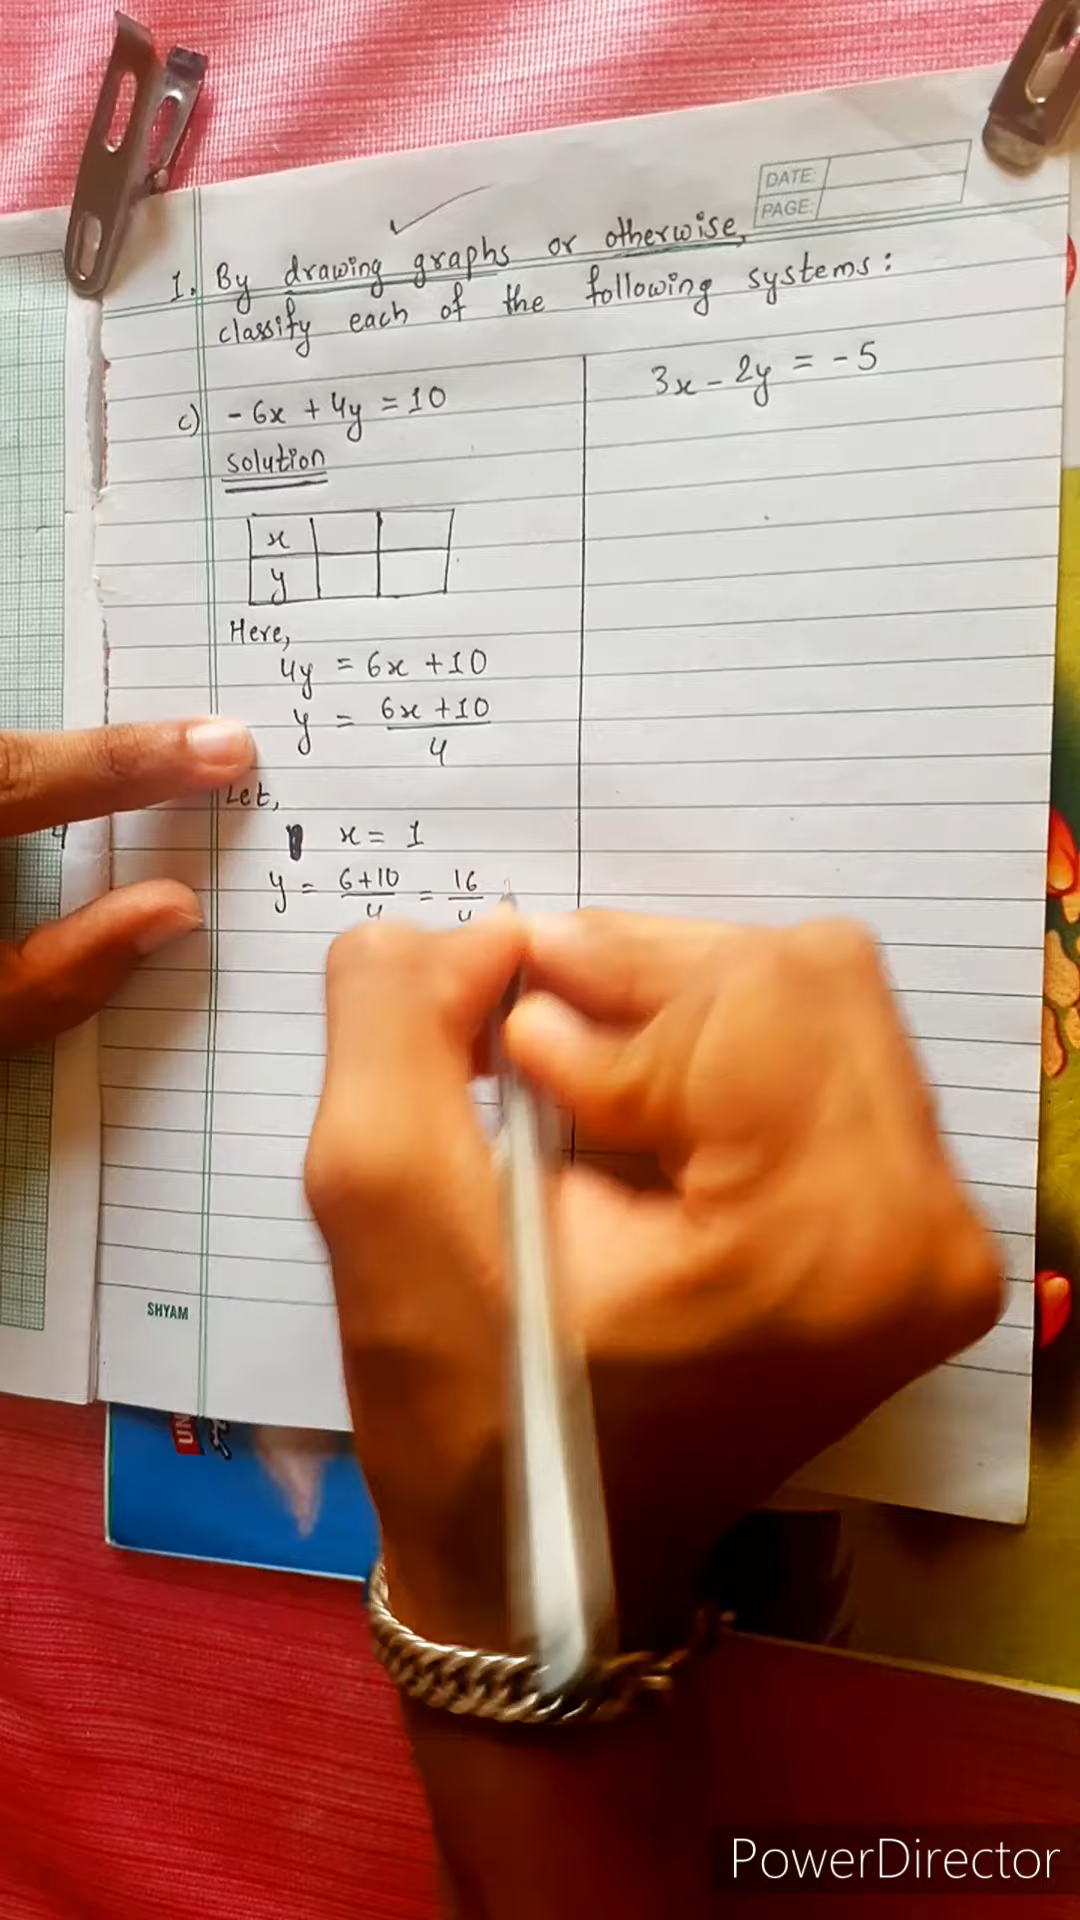 DATE:
PAGE:
1. By drawing graphs or otherwise,
classify each of the following systems:
c) -6x + 4y = 10
3x - 2y = -5
solution
x
y
Here,
4y = 6x + 10
y = 6x + 10 / 4
Let,
x = 1
y = 6+10 / 4 = 16 / 4
SHYAM
UN
PowerDirector